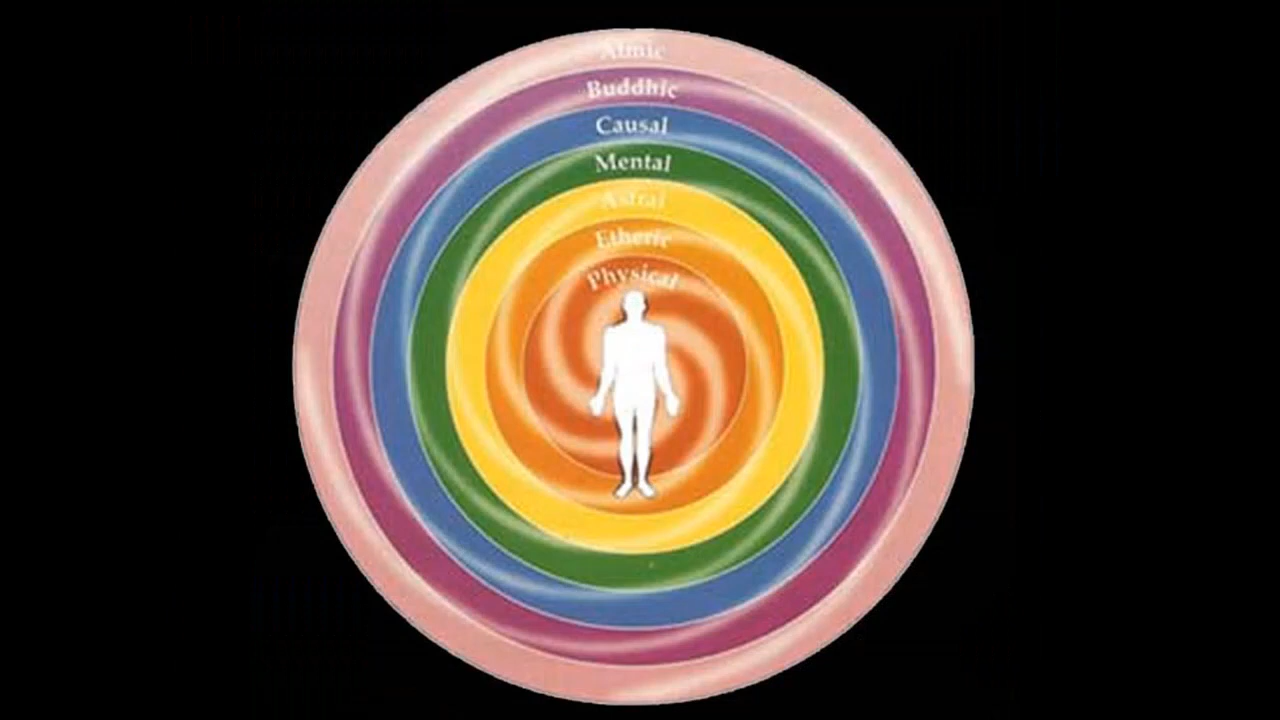 Atmic
Buddhic
Causal
Mental
Astral
Etheric
Physical